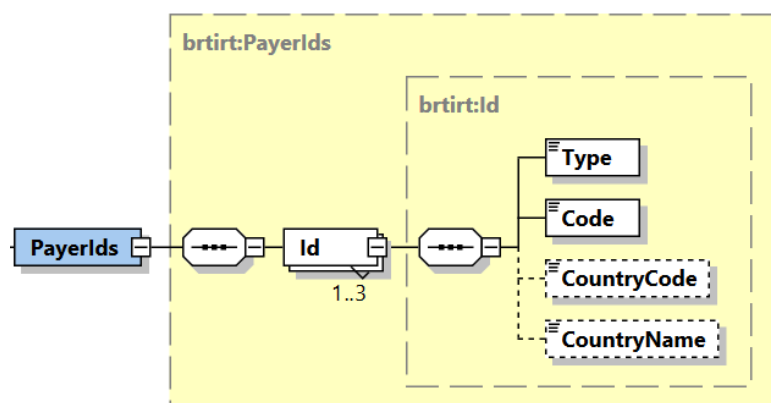 brtirt:PayerIds
brtirt:Id
Type
Code
PayerIds
Id
1..3
CountryCode
CountryName